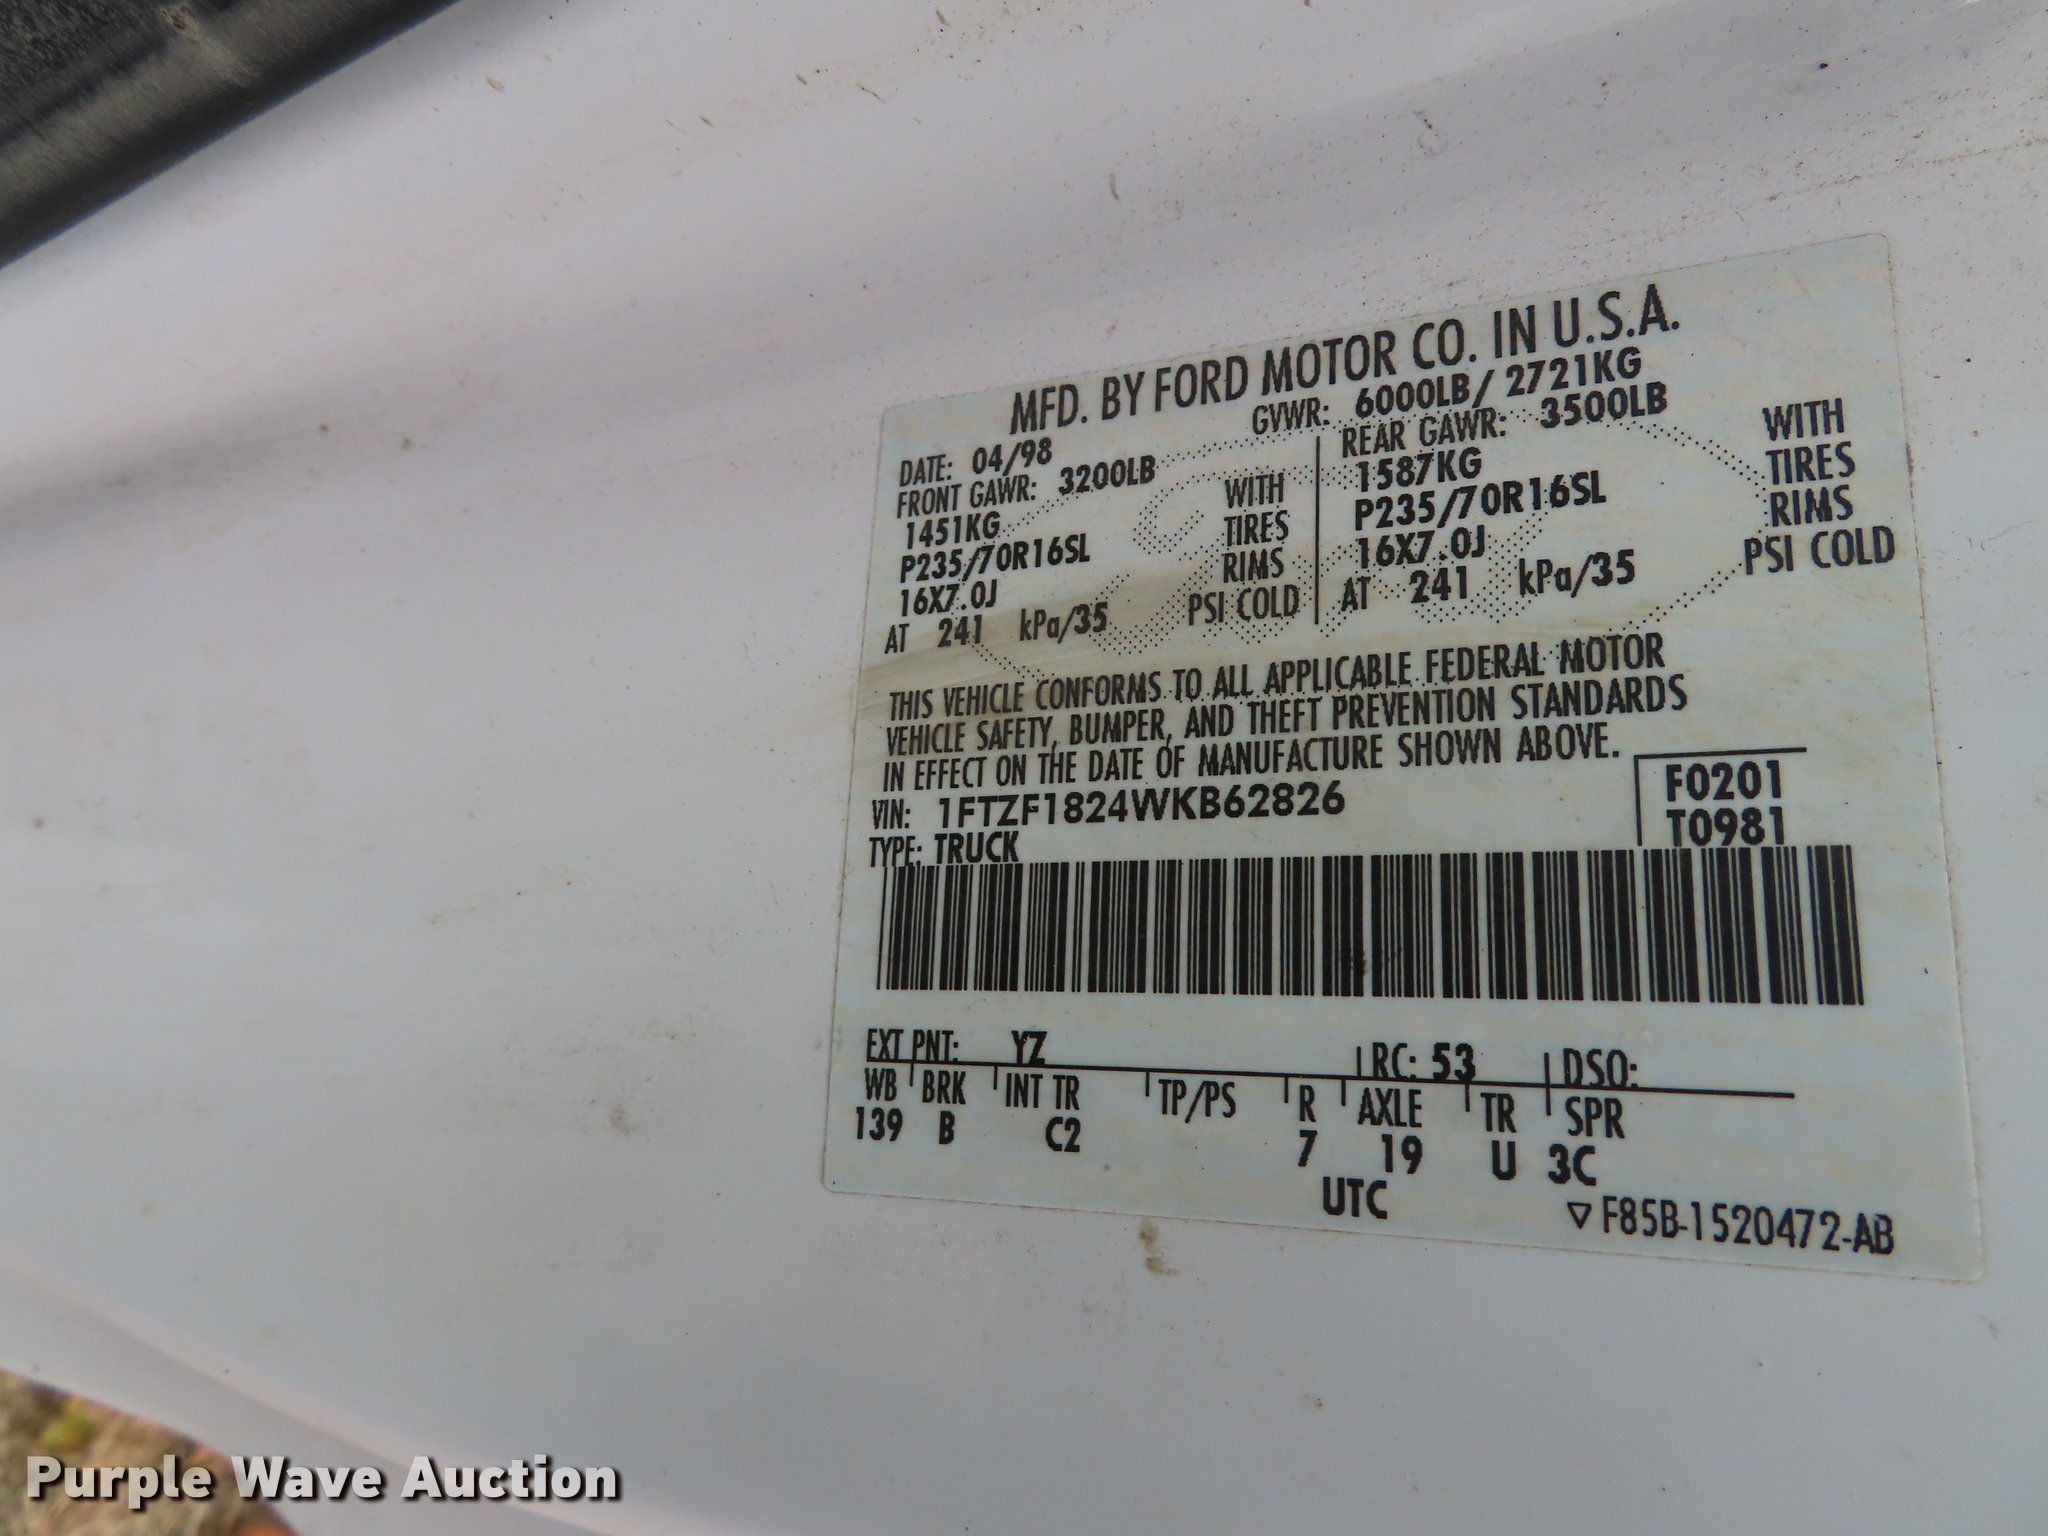 MFD. BY FORD MOTOR CO. IN U.S.A.
DATE: 04/98 GVWR: 6000LB/ 2721KG
FRONT GAWR: 3200LB REAR GAWR: 3500LB
1451KG WITH 1587KG WITH
P235/70R16SL TIRES P235/70R16SL TIRES
16X7.0J RIMS 16X7.0J RIMS
AT 241 kPa/35 PSI COLD AT 241 kPa/35 PSI COLD
THIS VEHICLE CONFORMS TO ALL APPLICABLE FEDERAL MOTOR
VEHICLE SAFETY, BUMPER, AND THEFT PREVENTION STANDARDS
IN EFFECT ON THE DATE OF MANUFACTURE SHOWN ABOVE.
VIN: 1FTZF1824WKB62826 F0201
TYPE: TRUCK T0981
EXT PNT: YZ RC: 53 DSO:
WB BRK INT TR TP/PS R AXLE TR SPR
139 B C2 7 19 U 3C
UTC
▽ F85B-1520472-AB
Purple Wave Auction